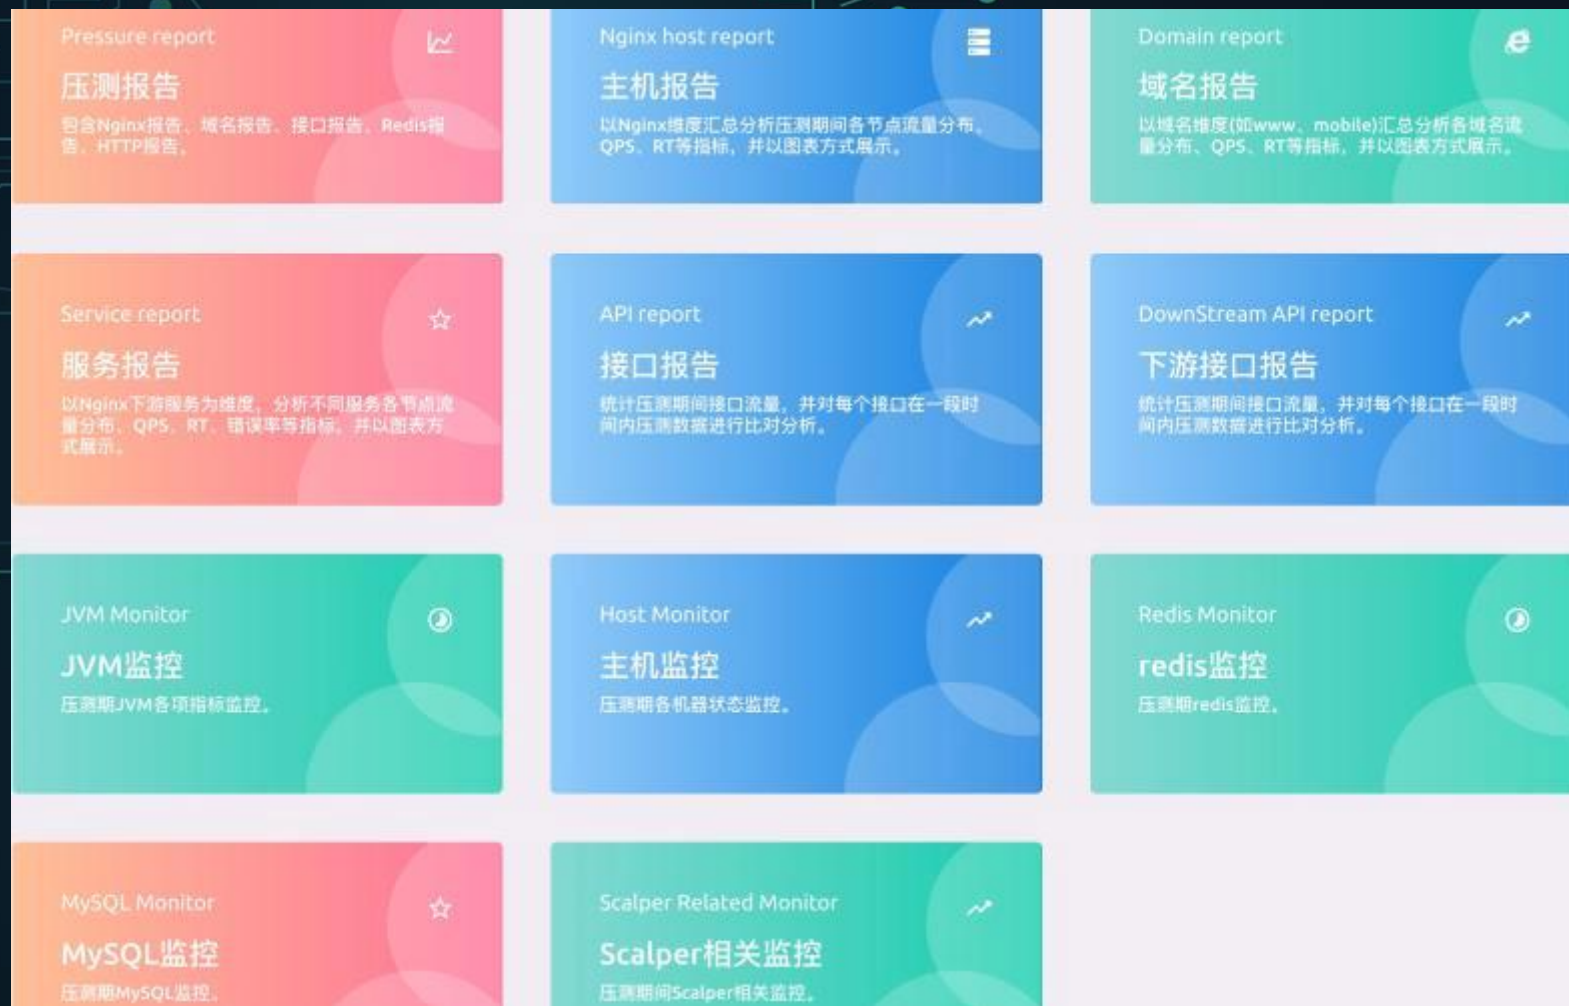 Pressure report
压测报告
包含Nginx报告、域名报告、接口报告、Redis报
告、HTTP报告。
Nginx host report
主机报告
以Nginx维度汇总分析压测期间各节点流量分布、
QPS、RT等指标，并以图表方式展示。
Domain report
域名报告
以域名维度(如www、mobile)汇总分析各域名流
量分布、QPS、RT等指标，并以图表方式展示。
Service report
服务报告
以Nginx下游服务为维度，分析不同服务各节点流
量分布、QPS、RT、错误率等指标，并以图表方
式展示。
API report
接口报告
统计压测期间接口流量，并对每个接口在一段时
间内压测数据进行比对分析。
DownStream API report
下游接口报告
统计压测期间接口流量，并对每个接口在一段时
间内压测数据进行比对分析。
JVM Monitor
JVM监控
压测期JVM各项指标监控。
Host Monitor
主机监控
压测期各机器状态监控。
Redis Monitor
redis监控
压测期redis监控。
MySQL Monitor
MySQL监控
压测期MySQL监控。
Scalper Related Monitor
Scalper相关监控
压测期间Scalper相关监控。